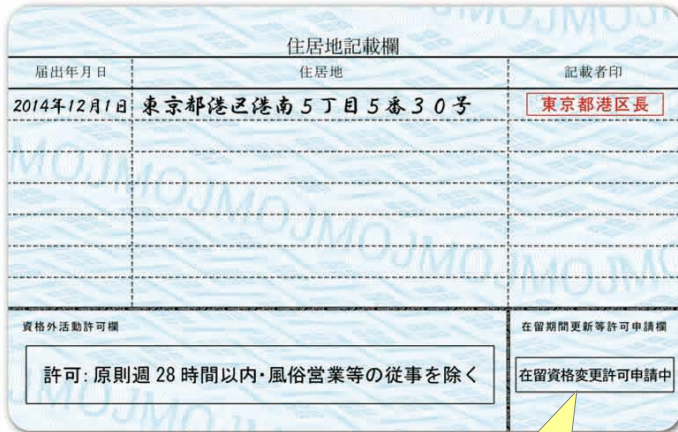 住居地記載欄
届出年月日 住居地 記載者印
2014年12月1日 東京都港区港南5丁目5番30号 東京都港区長
資格外活動許可欄 在留期間更新等許可申請欄
許可: 原則週28時間以内・風俗営業等の従事を除く 在留資格変更許可申請中
MOJMOJMOJMOJMOJMO